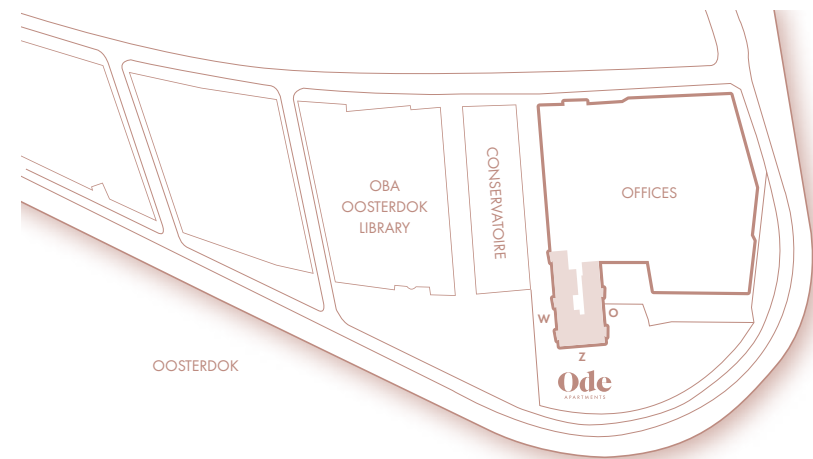 OBA
OOSTERDOK
LIBRARY
CONSERVATOIRE
OFFICES
W
O
Z
OOSTERDOK
Ode
APARTMENTS